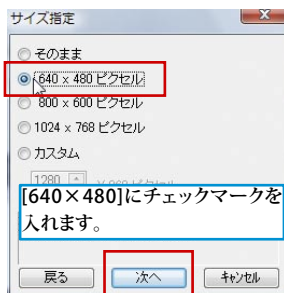 サイズ指定
そのまま
640 x 480 ピクセル
800 x 600 ピクセル
1024 x 768 ピクセル
カスタム
1280
[640×480]にチェックマークを
入れます。
戻る
次へ
キャンセル